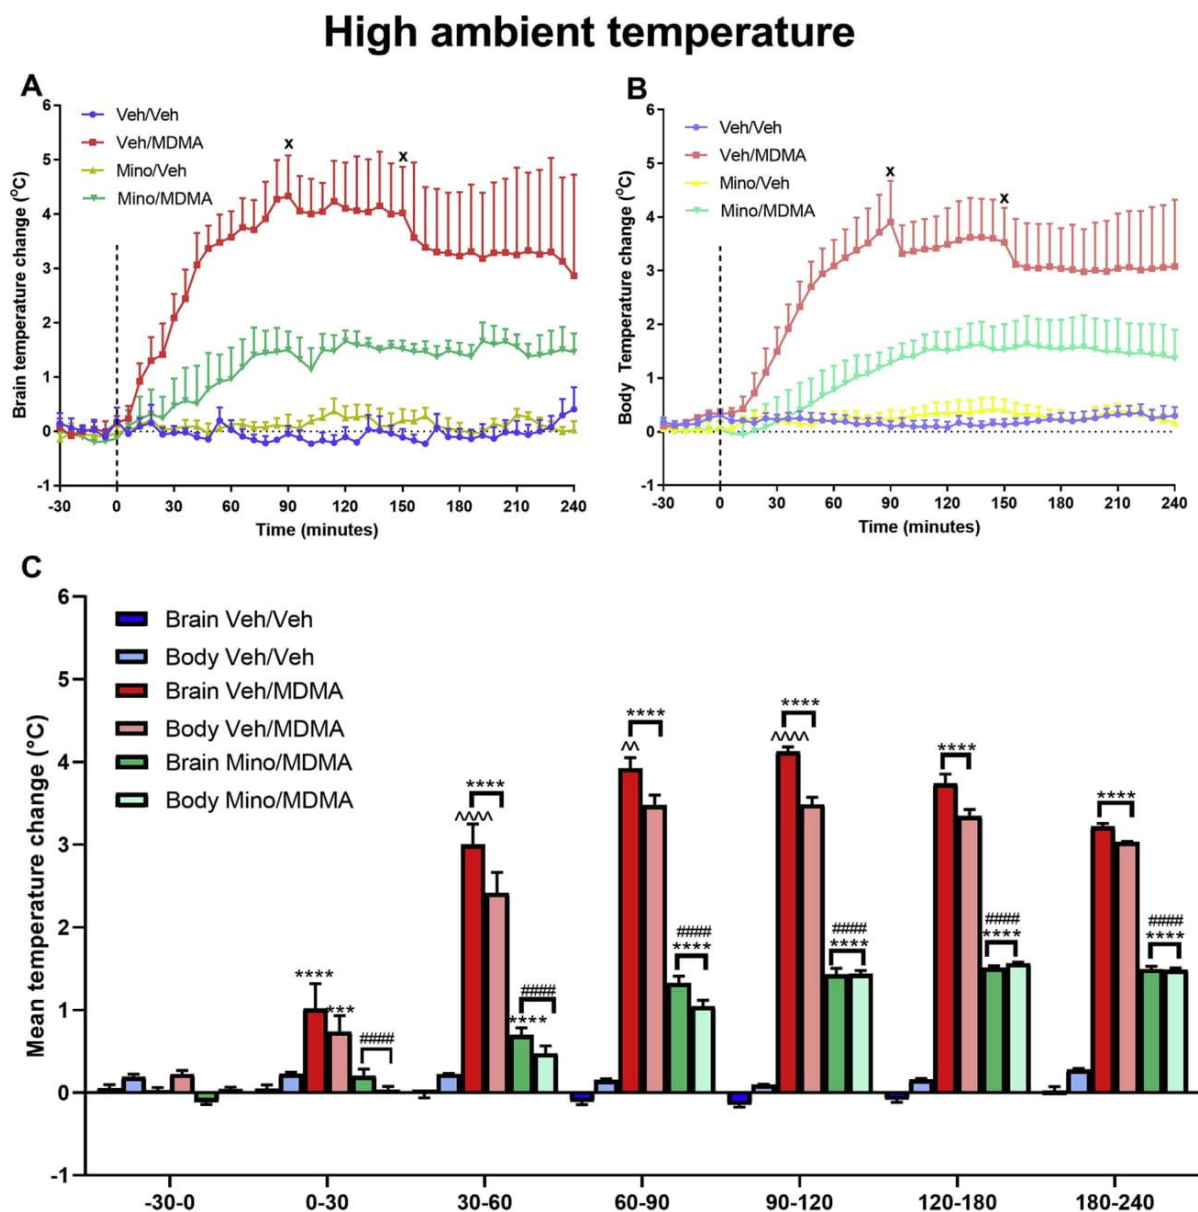 High ambient temperature
A
Brain temperature change (°C)
6
5
4
3
2
1
0
-1
Veh/Veh
Veh/MDMA
Mino/Veh
Mino/MDMA
x
x
-30 0 30 60 90 120 150 180 210 240
Time (minutes)
B
Body Temperature change (°C)
6
5
4
3
2
1
0
-1
Veh/Veh
Veh/MDMA
Mino/Veh
Mino/MDMA
x
x
-30 0 30 60 90 120 150 180 210 240
Time (minutes)
C
Mean temperature change (°C)
6
5
4
3
2
1
0
-1
Brain Veh/Veh
Body Veh/Veh
Brain Veh/MDMA
Body Veh/MDMA
Brain Mino/MDMA
Body Mino/MDMA
****
***
####
****
^^^^
####
****
****
^^
####
****
****
^^^^
####
****
****
####
****
****
####
****
-30-0 0-30 30-60 60-90 90-120 120-180 180-240